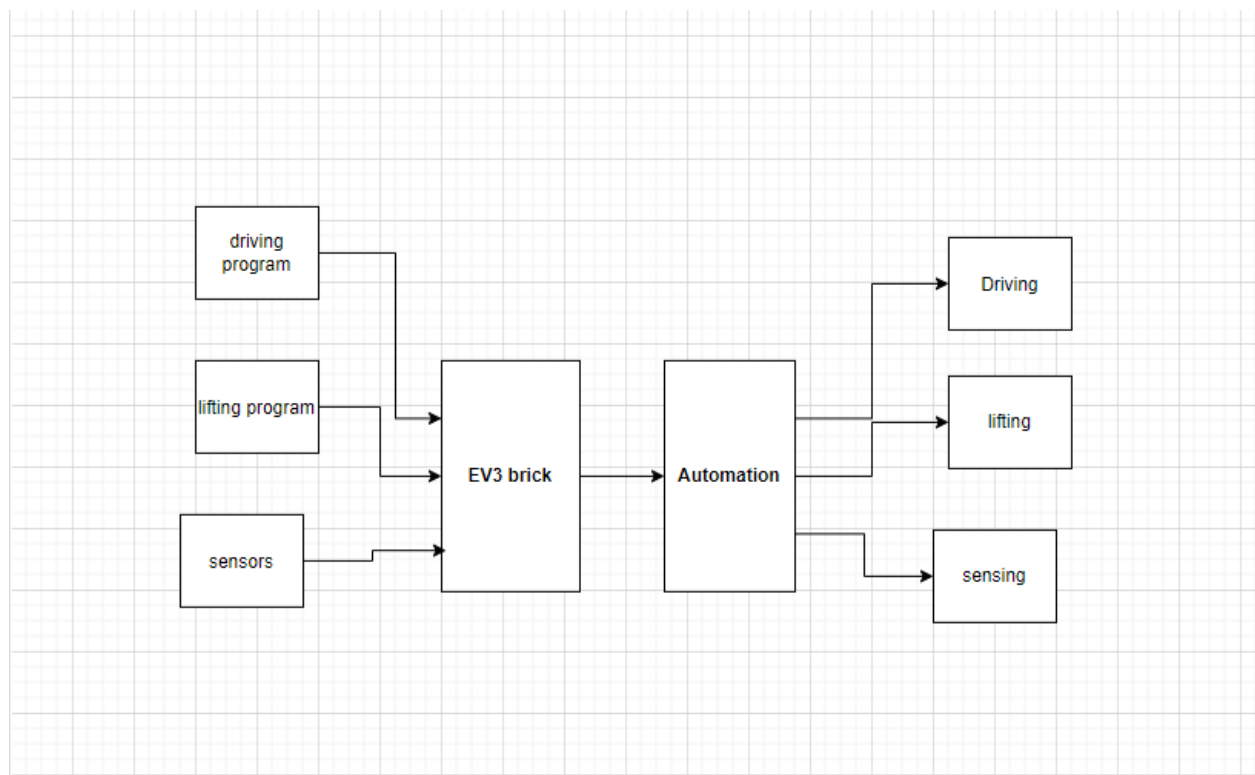 driving
program
lifting program
sensors
EV3 brick
Automation
Driving
lifting
sensing